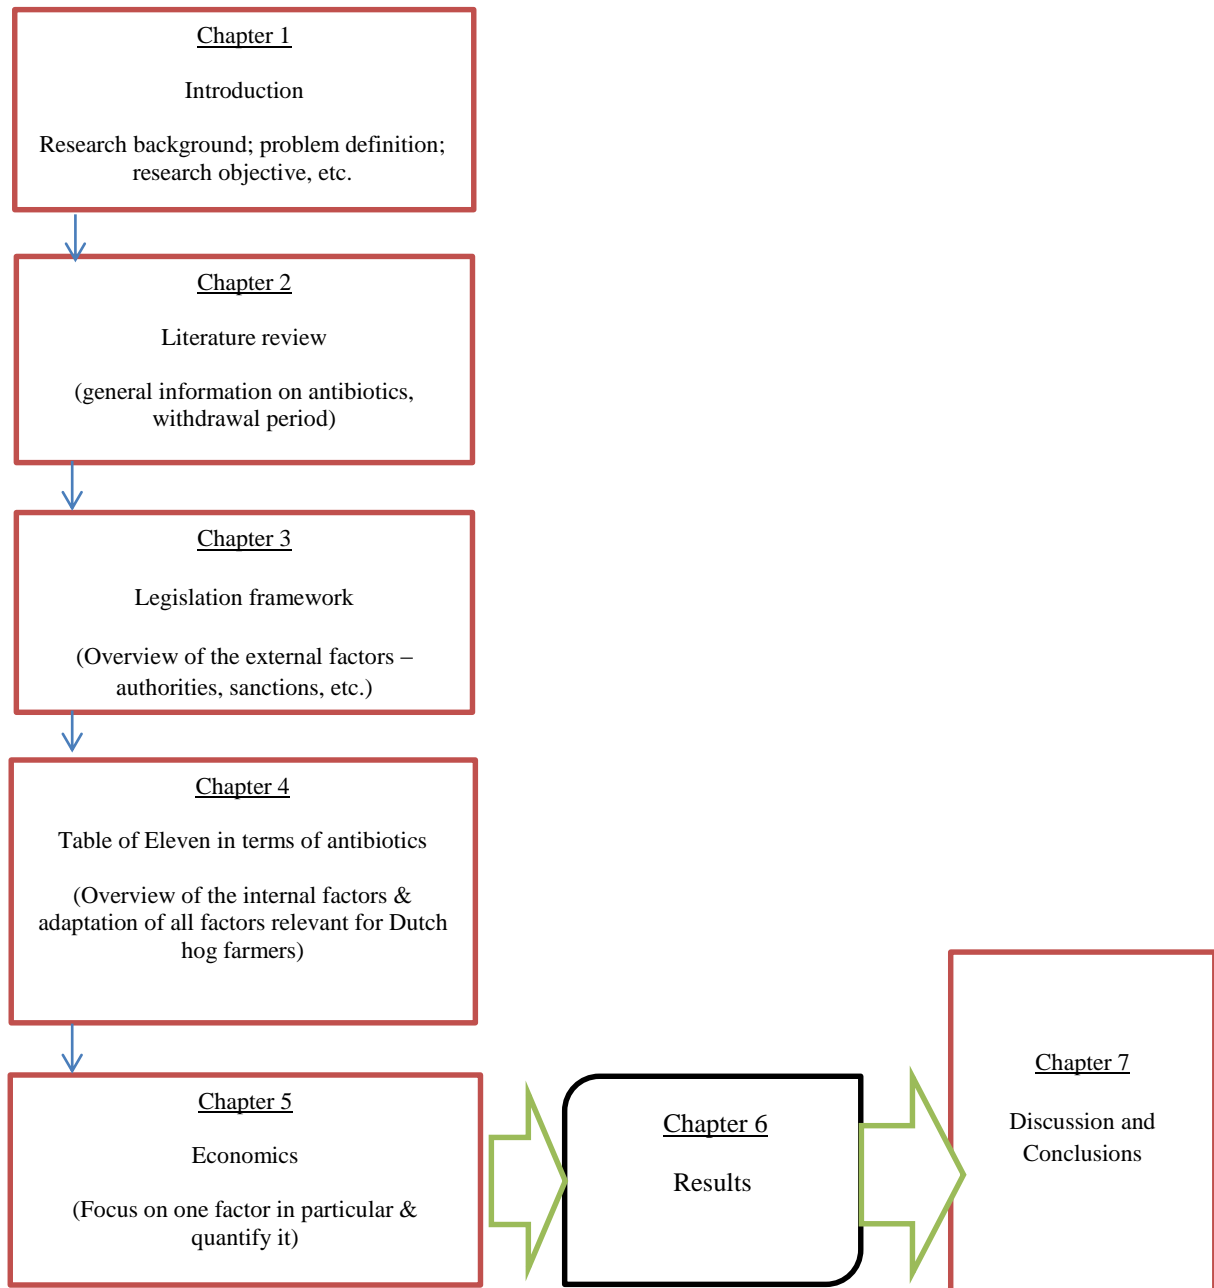 Chapter 1
Introduction
Research background; problem definition;
research objective, etc.
Chapter 2
Literature review
(general information on antibiotics,
withdrawal period)
Chapter 3
Legislation framework
(Overview of the external factors –
authorities, sanctions, etc.)
Chapter 4
Table of Eleven in terms of antibiotics
(Overview of the internal factors &
adaptation of all factors relevant for Dutch
hog farmers)
Chapter 5
Economics
(Focus on one factor in particular &
quantify it)
Chapter 6
Results
Chapter 7
Discussion and
Conclusions